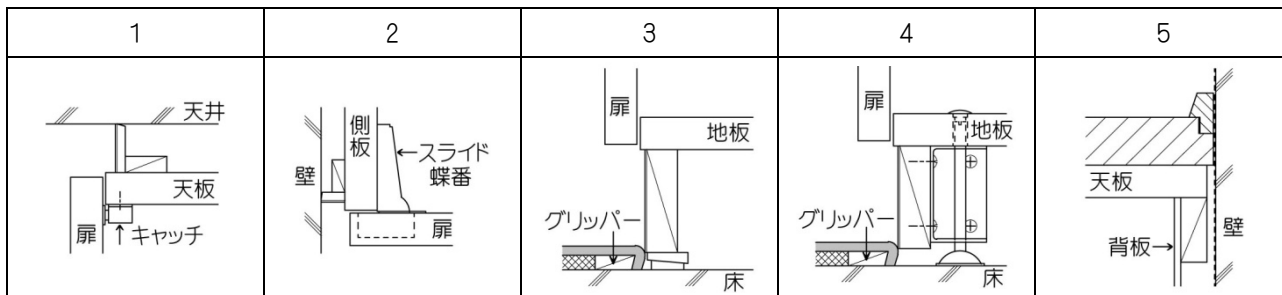 1
2
3
4
5
天井
天板
扉
キャッチ
側板
壁
スライド
蝶番
扉
扉
地板
グリッパー
床
扉
地板
グリッパー
床
天板
背板
壁